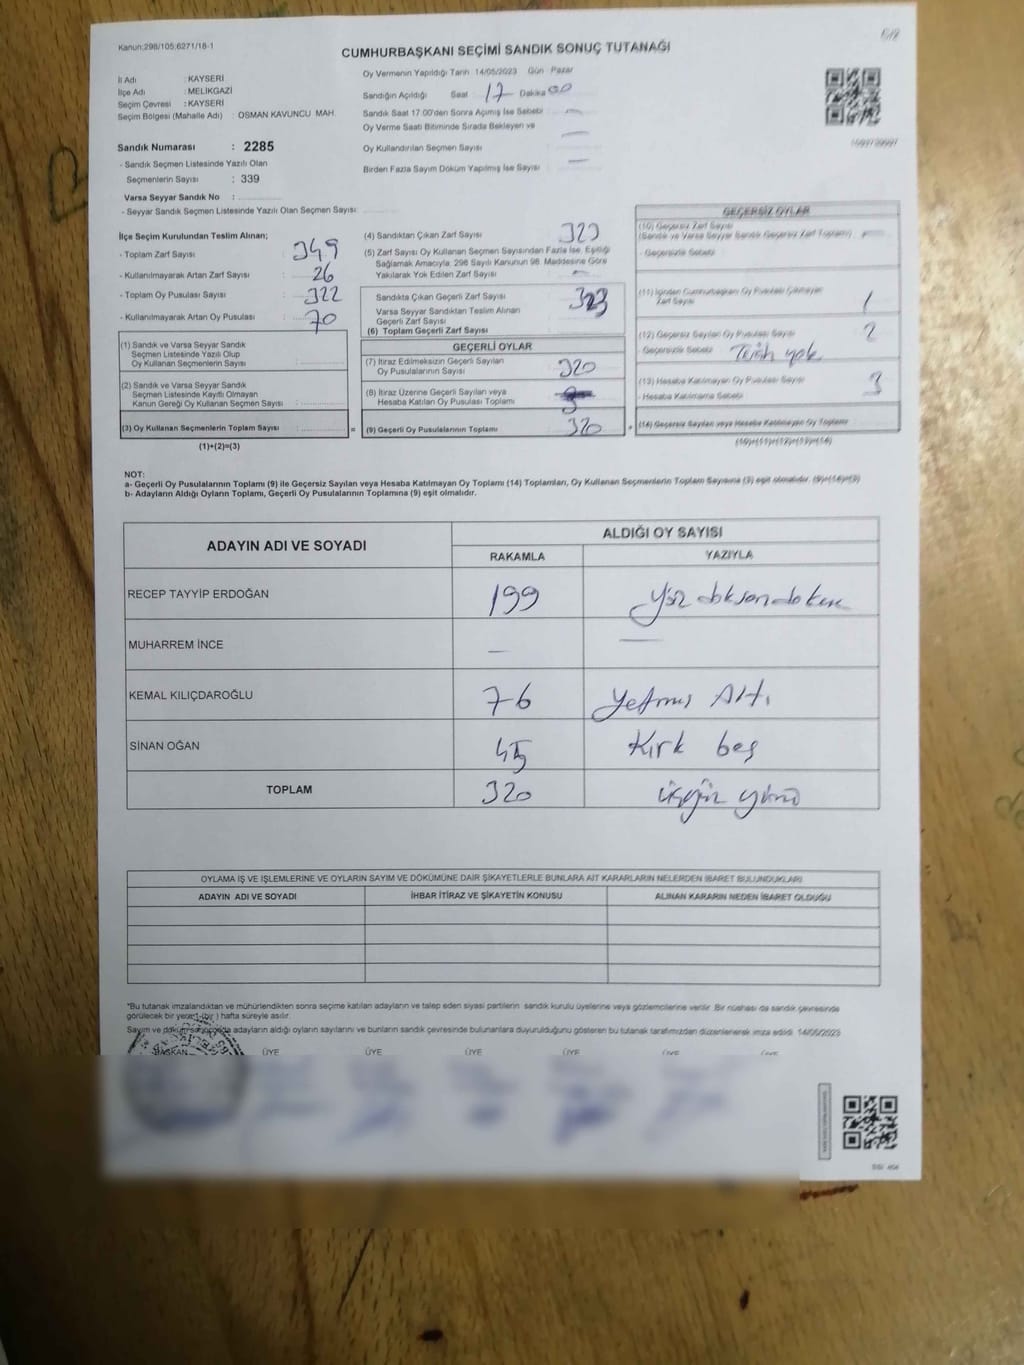 Kanun:298/105;6271/18-1
CUMHURBAŞKANI SEÇİMİ SANDIK SONUÇ TUTANAĞI
İl Adı : KAYSERİ
İlçe Adı : MELİKGAZİ
Seçim Çevresi : KAYSERİ
Seçim Bölgesi (Mahalle Adı) : OSMAN KAVUNCU MAH.
Oy Vermenin Yapıldığı Tarih 14/05/2023 Gün Pazar
Sandığın Açıldığı Saat 17 Dakika 00
Sandık Saat 17.00'den Sonra Açımış İse Sebebi
Oy Verme Saati Bitiminde Sırada Bekleyen ve
Oy Kullandırılan Seçmen Sayısı
Birden Fazla Sayım Döküm Yapılmış İse Sayısı
Sandık Numarası : 2285
- Sandık Seçmen Listesinde Yazılı Olan
Seçmenlerin Sayısı : 339
Varsa Seyyar Sandık No :
- Seyyar Sandık Seçmen Listesinde Yazılı Olan Seçmen Sayısı
İlçe Seçim Kurulundan Teslim Alınan;
- Toplam Zarf Sayısı : 349
- Kullanılmayarak Artan Zarf Sayısı : 26
- Toplam Oy Pusulası Sayısı : 322
- Kullanılmayarak Artan Oy Pusulası : 70
(1) Sandık ve Varsa Seyyar Sandık
Seçmen Listesinde Yazılı Olup
Oy Kullanan Seçmenlerin Sayısı :
(2) Sandık ve Varsa Seyyar Sandık
Seçmen Listesinde Kayıtlı Olmayan
Kanun Gereği Oy Kullanan Seçmen Sayısı :
(3) Oy Kullanan Seçmenlerin Toplam Sayısı : =
(1)+(2)=(3)
(4) Sandıktan Çıkan Zarf Sayısı 323
(5) Zarf Sayısı Oy Kullanan Seçmen Sayısından Fazla İse, Eşitliği
Sağlamak Amacıyla, 298 Sayılı Kanunun 98. Maddesine Göre
Yakılarak Yok Edilen Zarf Sayısı
Sandıkta Çıkan Geçerli Zarf Sayısı 323
Varsa Seyyar Sandıktan Teslim Alınan
Geçerli Zarf Sayısı
(6) Toplam Geçerli Zarf Sayısı
GEÇERLİ OYLAR
(7) İtiraz Edilmeksizin Geçerli Sayılan
Oy Pusulalarının Sayısı 320
(8) İtiraz Üzerine Geçerli Sayılan veya
Hesaba Katılan Oy Pusulası Toplamı
(9) Geçerli Oy Pusulalarının Toplamı 320 +
GEÇERSİZ OYLAR
(10) Geçersiz Zarf Sayısı
(Sandık ve Varsa Seyyar Sandık Geçersiz Zarf Toplamı)
- Geçersizlik Sebebi
(11) İçinden Cumhurbaşkanı Oy Pusulası Çıkmayan
Zarf Sayısı 1
(12) Geçersiz Sayılan Oy Pusulası Sayısı 2
- Geçersizlik Sebebi yok
(13) Hesaba Katılmayan Oy Pusulası Sayısı 3
- Hesaba Katılmama Sebebi
(14) Geçersiz Sayılan veya Hesaba Katılmayan Oy Toplamı
(10)+(11)+(12)+(13)=(14)
NOT:
a- Geçerli Oy Pusulalarının Toplamı (9) ile Geçersiz Sayılan veya Hesaba Katılmayan Oy Toplamı (14) Toplamları, Oy Kullanan Seçmenlerin Toplam Sayısına (3) eşit olmalıdır. (9)+(14)=(3)
b- Adayların Aldığı Oyların Toplamı, Geçerli Oy Pusulalarının Toplamına (9) eşit olmalıdır.
ADAYIN ADI VE SOYADI ALDIĞI OY SAYISI
RAKAMLA YAZIYLA
RECEP TAYYİP ERDOĞAN 199 Yüz doksan dokuz
MUHARREM İNCE — —
KEMAL KILIÇDAROĞLU 76 Yetmiş Altı
SİNAN OĞAN 45 Kırk beş
TOPLAM 320 üçyüz yirmi
OYLAMA İŞ VE İŞLEMLERİNE VE OYLARIN SAYIM VE DÖKÜMÜNE DAİR ŞİKAYETLERLE BUNLARA AİT KARARLARIN NELERDEN İBARET BULUNDUKLARI
ADAYIN ADI VE SOYADI İHBAR İTİRAZ VE ŞİKAYETİN KONUSU ALINAN KARARIN NEDEN İBARET OLDUĞU
*Bu tutanak imzalandıktan ve mühürlendikten sonra seçime katılan adayların ve talep eden siyasi partilerin sandık kurulu üyelerine veya gözlemcilerine verilir. Bir nüshası da sandık çevresinde
görülecek bir yere 1 (bir) hafta süreyle asılır.
Sayım ve döküm sonucunda adayların aldığı oyların sayılarını ve bunların sandık çevresinde bulunanlara duyurulduğunu gösteren bu tutanak tarafımızdan düzenlenerek imza edildi. 14/05/2023
BAŞKAN ÜYE ÜYE ÜYE ÜYE ÜYE ÜYE